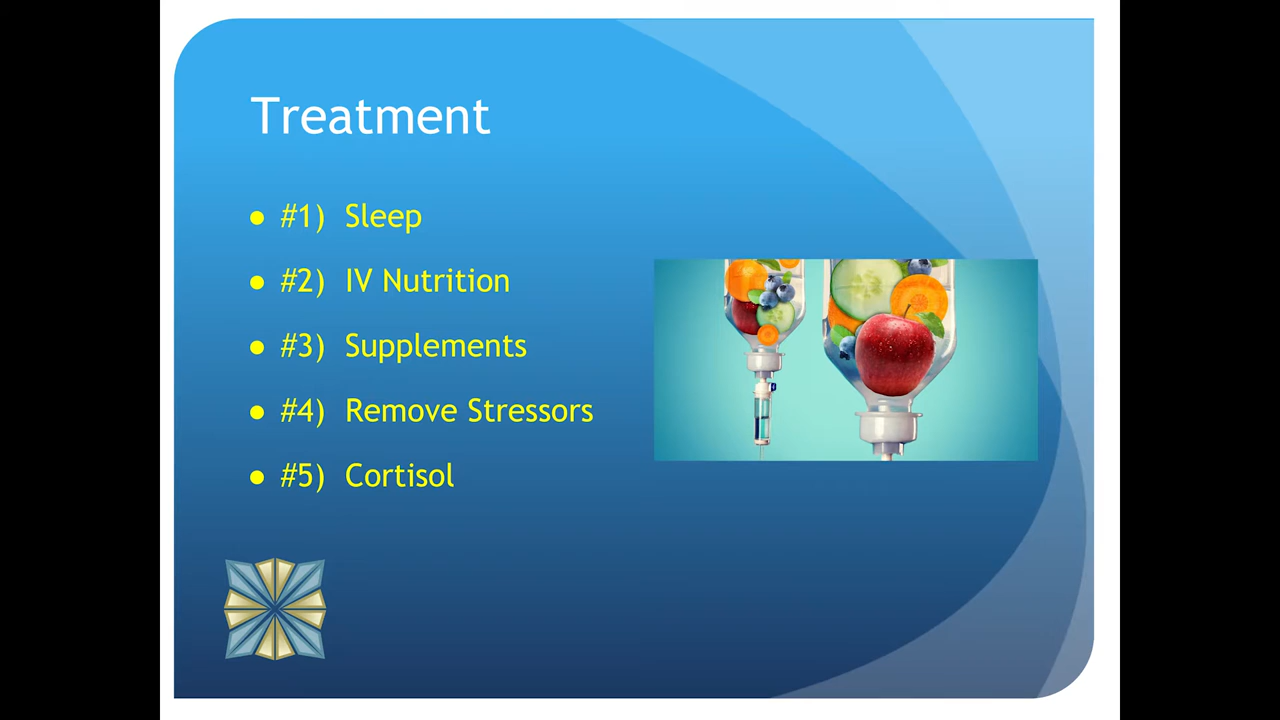 Treatment
● #1) Sleep
● #2) IV Nutrition
● #3) Supplements
● #4) Remove Stressors
● #5) Cortisol